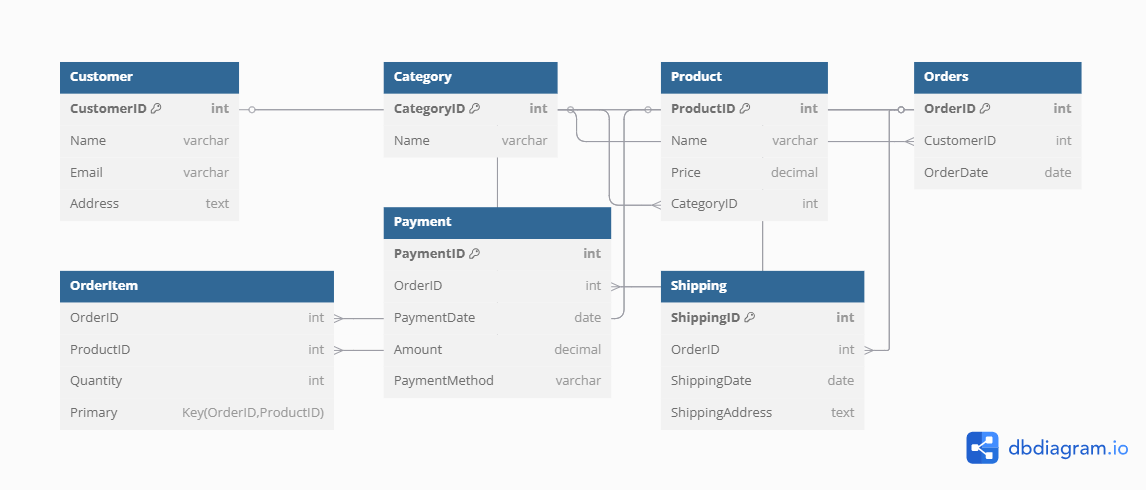 Customer
CustomerID int
Name varchar
Email varchar
Address text
Category
CategoryID int
Name varchar
Product
ProductID int
Name varchar
Price decimal
CategoryID int
Orders
OrderID int
CustomerID int
OrderDate date
Payment
PaymentID int
OrderID int
PaymentDate date
Amount decimal
PaymentMethod varchar
OrderItem
OrderID int
ProductID int
Quantity int
Primary Key(OrderID,ProductID)
Shipping
ShippingID int
OrderID int
ShippingDate date
ShippingAddress text
dbdiagram.io